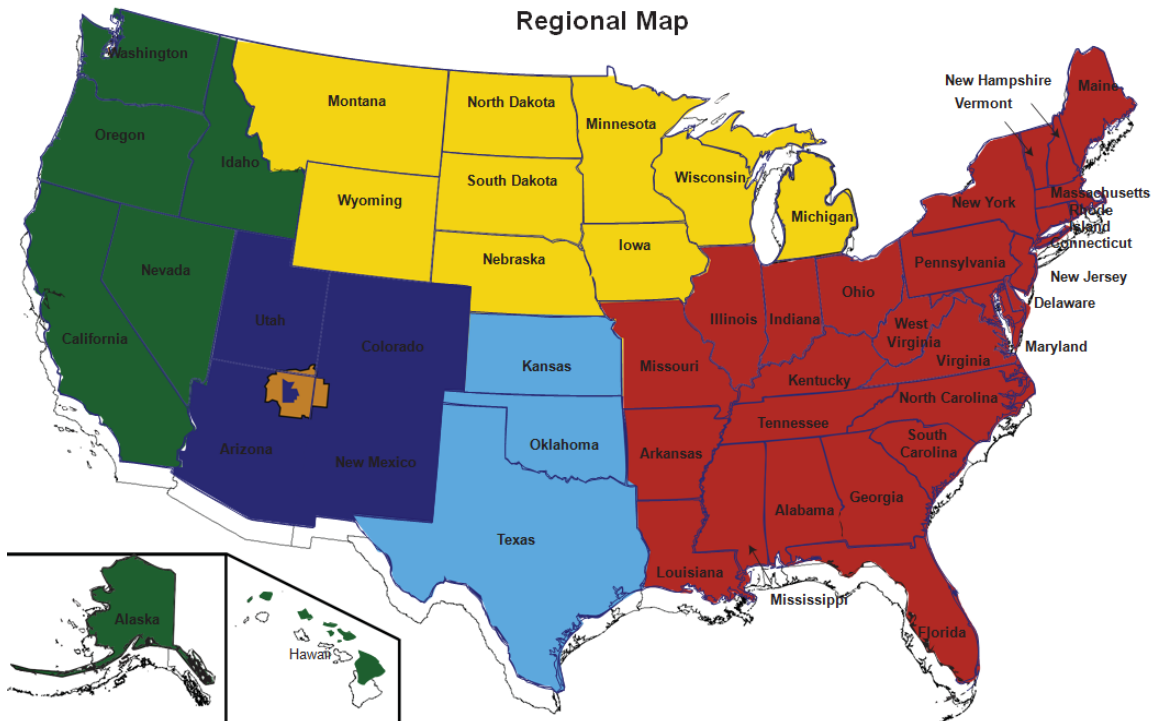 Regional Map
Washington
Oregon
Idaho
Montana
North Dakota
Minnesota
New Hampshire
Vermont
Maine
South Dakota
Wisconsin
Michigan
Wyoming
Massachusetts
New York
Rhode
Island
Connecticut
Nevada
Nebraska
Iowa
Pennsylvania
New Jersey
Ohio
Delaware
Utah
Colorado
California
Illinois
Indiana
West
Virginia
Virginia
Maryland
Kansas
Missouri
Kentucky
North Carolina
Tennessee
South
Carolina
Arizona
New Mexico
Oklahoma
Arkansas
Georgia
Alabama
Texas
Louisiana
Mississippi
Florida
Alaska
Hawaii